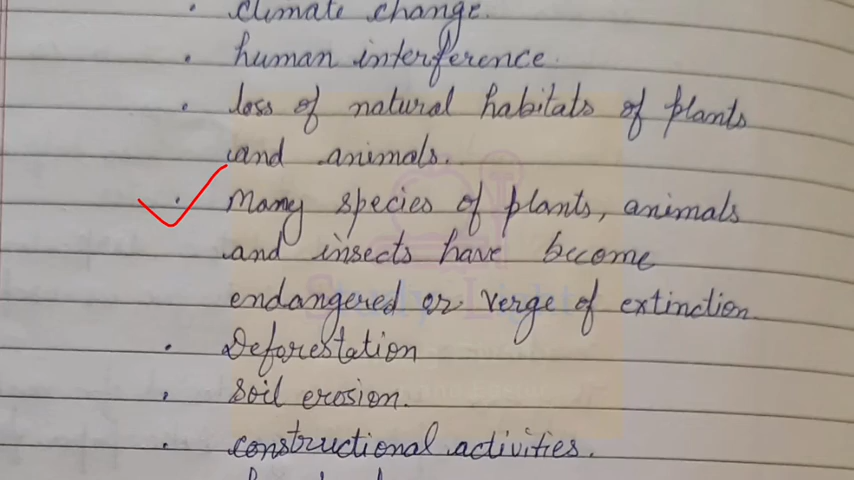 • climate change.
• human interference.
• loss of natural habitats of plants
and animals.
• Many species of plants, animals
and insects have become
endangered or verge of extinction.
• Deforestation
• Soil erosion.
• constructional activities.